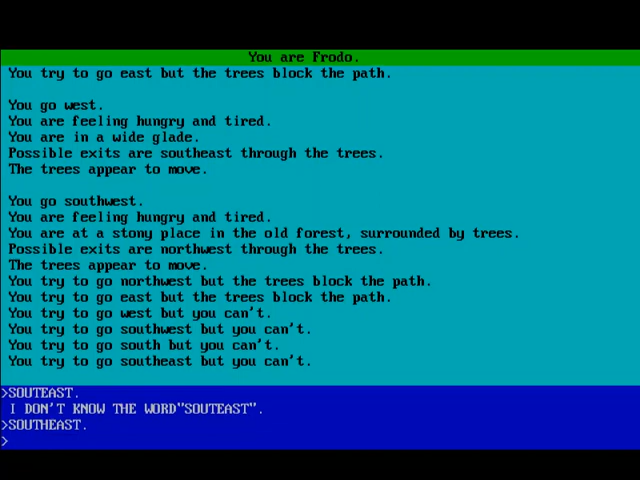 You are Frodo.
You try to go east but the trees block the path.
You go west.
You are feeling hungry and tired.
You are in a wide glade.
Possible exits are southeast through the trees.
The trees appear to move.
You go southwest.
You are feeling hungry and tired.
You are at a stony place in the old forest, surrounded by trees.
Possible exits are northwest through the trees.
The trees appear to move.
You try to go northwest but the trees block the path.
You try to go east but the trees block the path.
You try to go west but you can't.
You try to go southwest but you can't.
You try to go south but you can't.
You try to go southeast but you can't.
>SOUTEAST.
I DON'T KNOW THE WORD"SOUTEAST".
>SOUTHEAST.
>